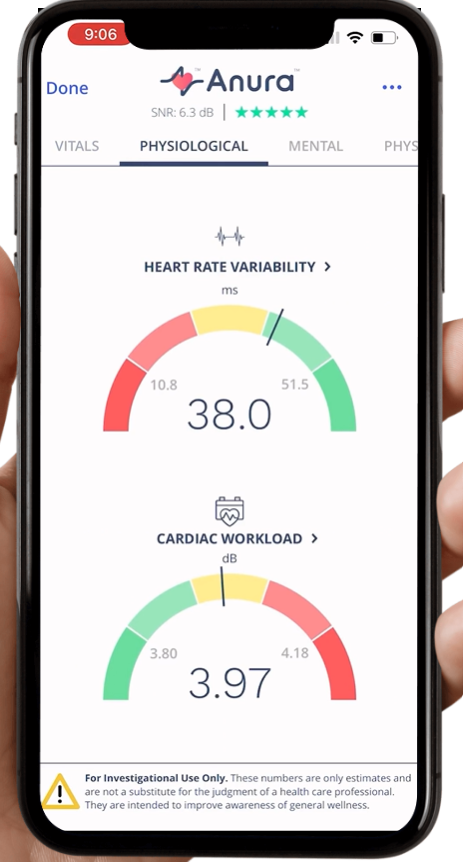 9:06
Done
Anura™
SNR: 6.3 dB | ★★★★★
VITALS PHYSIOLOGICAL MENTAL PHYS
HEART RATE VARIABILITY >
ms
10.8 51.5
38.0
CARDIAC WORKLOAD >
dB
3.80 4.18
3.97
For Investigational Use Only. These numbers are only estimates and
are not a substitute for the judgment of a health care professional.
They are intended to improve awareness of general wellness.